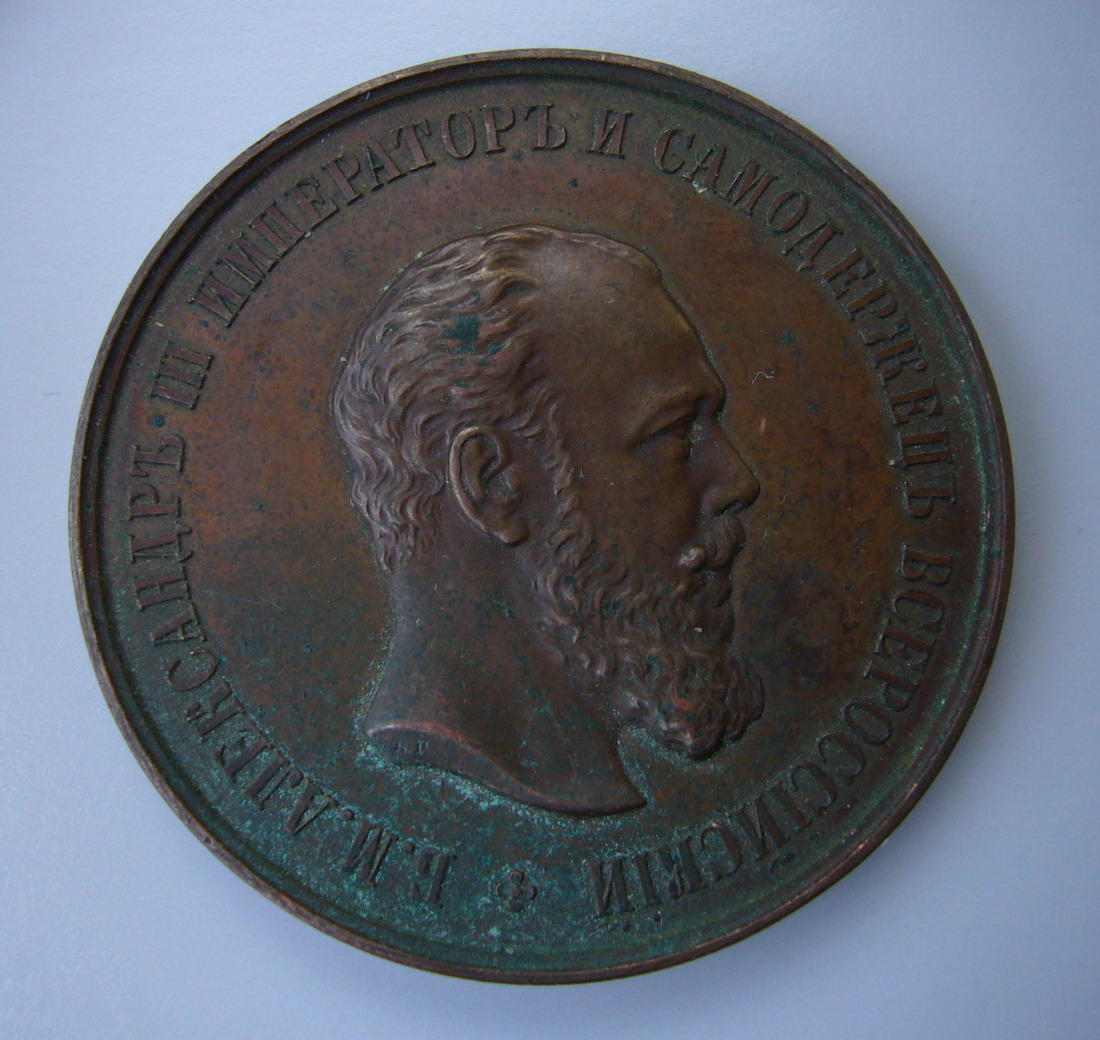 Б.М. АЛЕКСАНДРЪ III ИМПЕРАТОРЪ И САМОДЕРЖЕЦЪ ВСЕРОССІЙСКІЙ